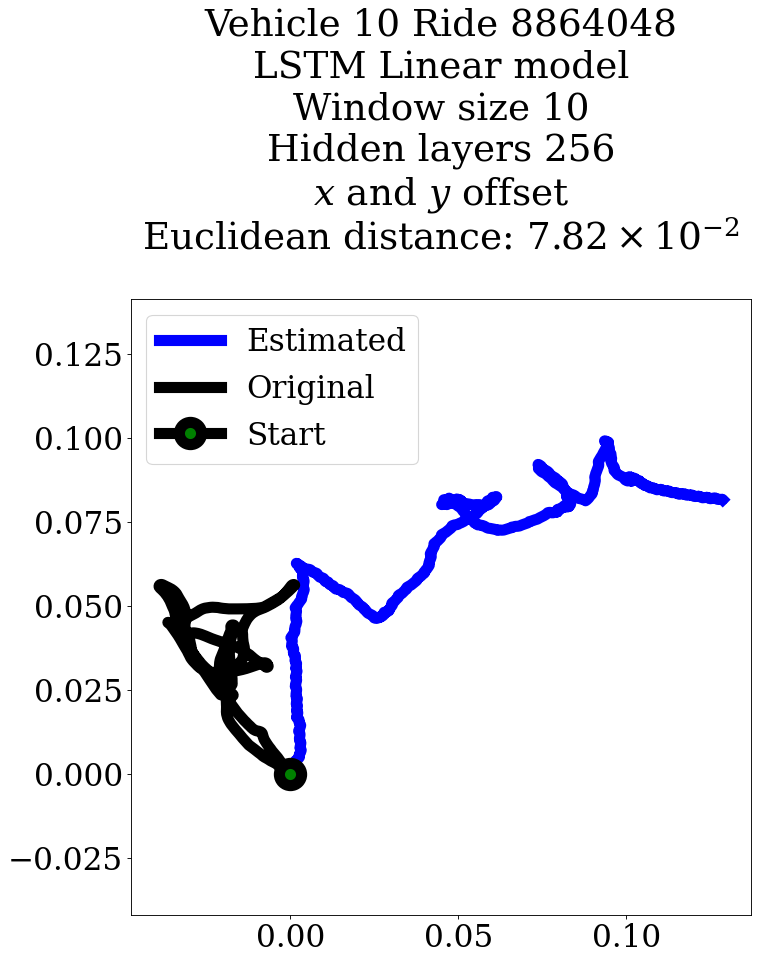 Vehicle 10 Ride 8864048
LSTM Linear model
Window size 10
Hidden layers 256
x and y offset
Euclidean distance: 7.82 × 10⁻²
Estimated
Original
Start
0.125
0.100
0.075
0.050
0.025
0.000
−0.025
0.00 0.05 0.10